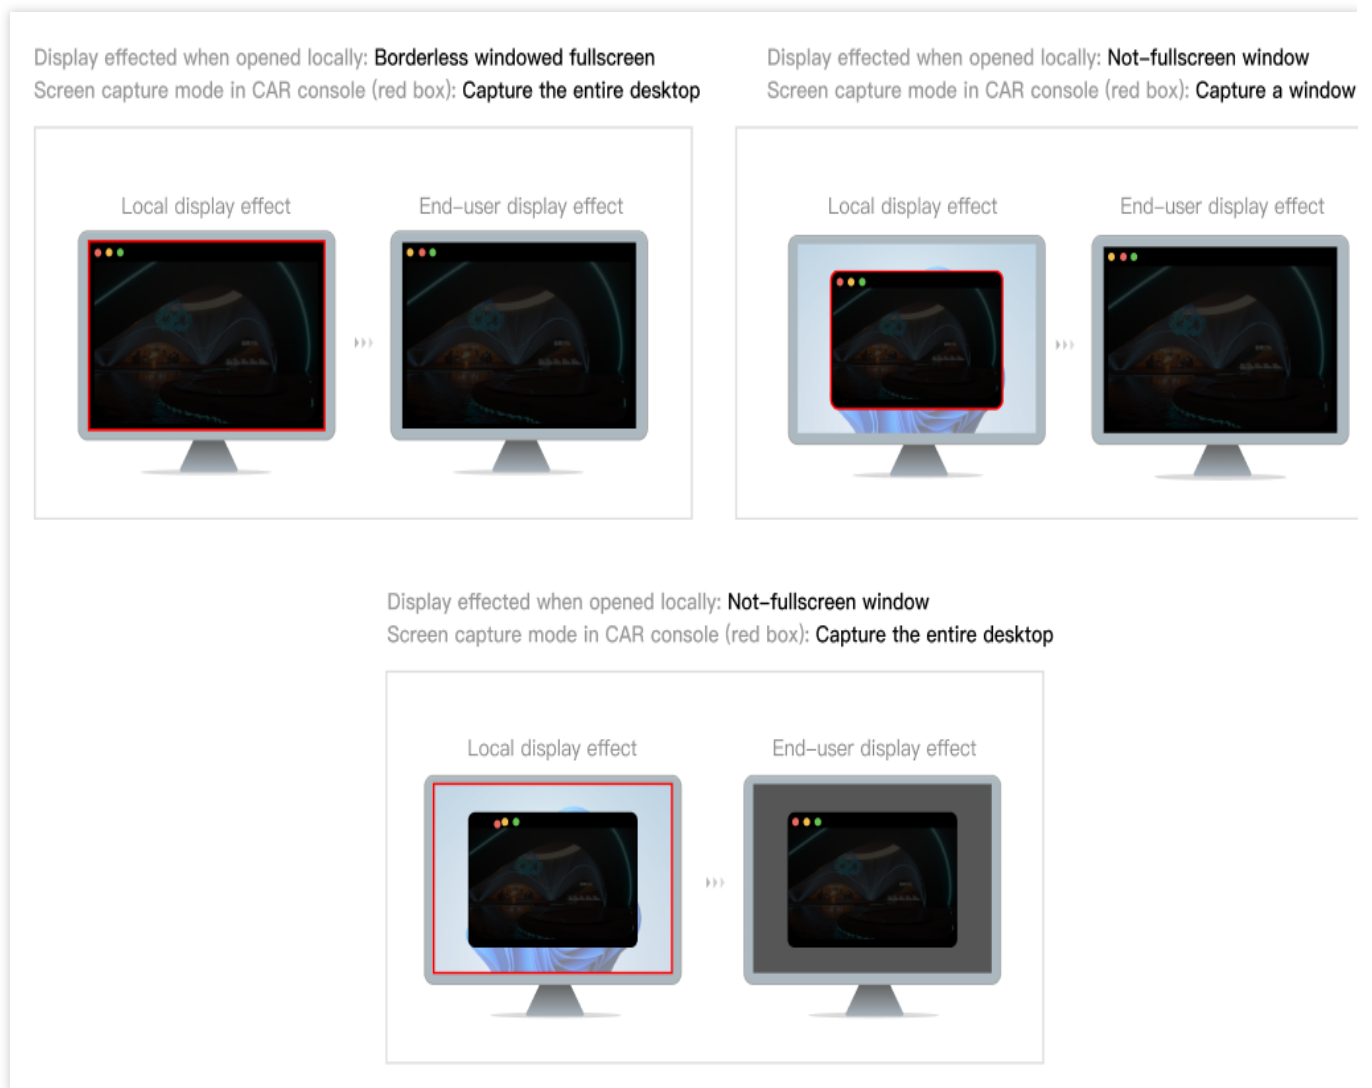 Display effected when opened locally: Borderless windowed fullscreen
Screen capture mode in CAR console (red box): Capture the entire desktop
Local display effect
End-user display effect
Display effected when opened locally: Not-fullscreen window
Screen capture mode in CAR console (red box): Capture a window
Local display effect
End-user display effect
Display effected when opened locally: Not-fullscreen window
Screen capture mode in CAR console (red box): Capture the entire desktop
Local display effect
End-user display effect